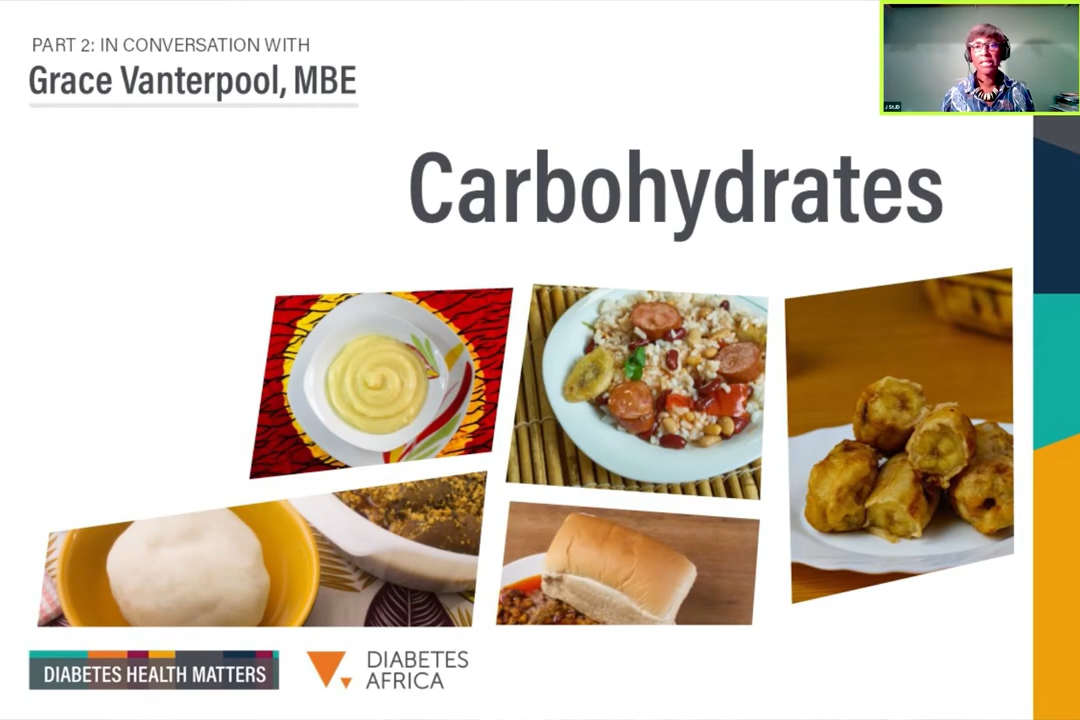 PART 2: IN CONVERSATION WITH
Grace Vanterpool, MBE
Carbohydrates
DIABETES HEALTH MATTERS
DIABETES
AFRICA